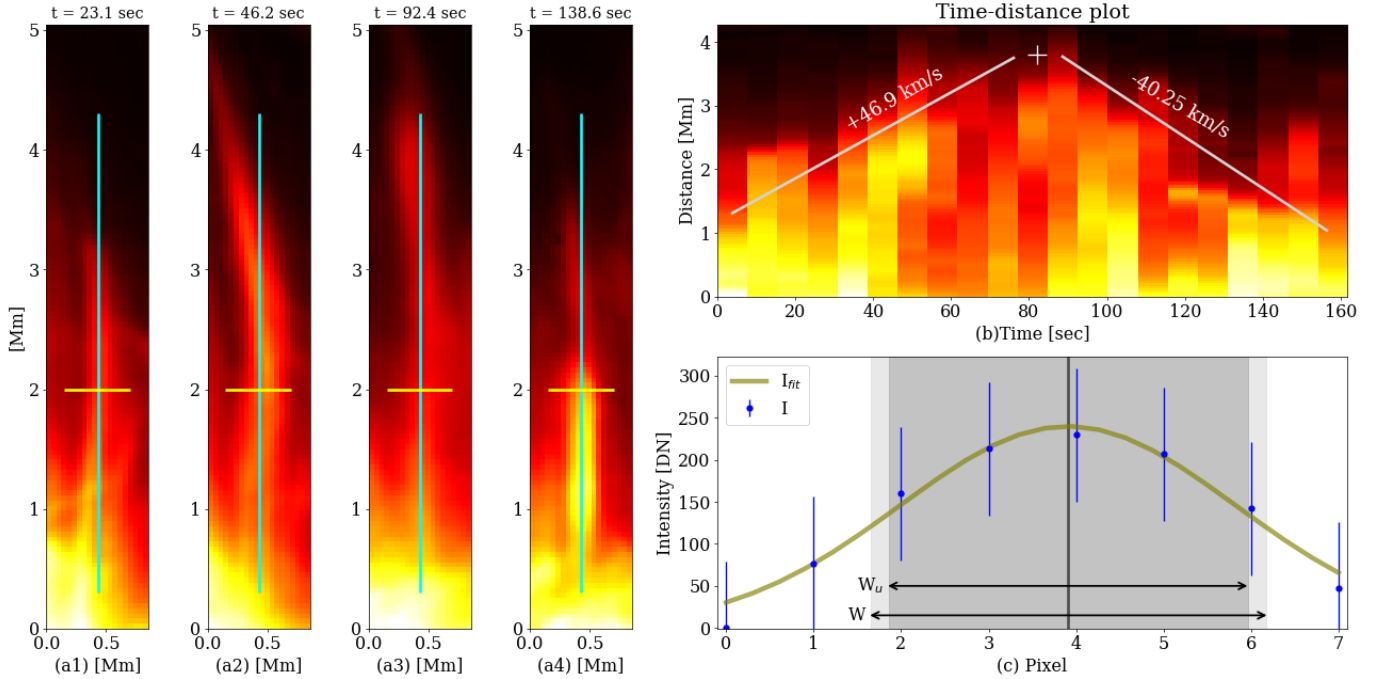 t = 23.1 sec
t = 46.2 sec
t = 92.4 sec
t = 138.6 sec
[Mm]
5
4
3
2
1
0
0.0 0.5
(a1) [Mm]
5
4
3
2
1
0
0.0 0.5
(a2) [Mm]
5
4
3
2
1
0
0.0 0.5
(a3) [Mm]
5
4
3
2
1
0
0.0 0.5
(a4) [Mm]
Time-distance plot
Distance [Mm]
4
3
2
1
0
+46.9 km/s
+
-40.25 km/s
0 20 40 60 80 100 120 140 160
(b)Time [sec]
Intensity [DN]
300
250
200
150
100
50
0
I_fit
I
W_u
W
0 1 2 3 4 5 6 7
(c) Pixel